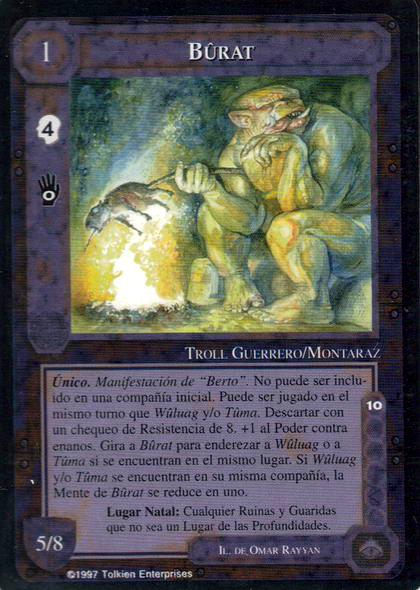 1
BÛRAT
4
0
TROLL GUERRERO/MONTARAZ
Único. Manifestación de “Berto”. No puede ser inclu-
ido en una compañía inicial. Puede ser jugado en el
mismo turno que Wûluag y/o Tûma. Descartar con
un chequeo de Resistencia de 8. +1 al Poder contra
enanos. Gira a Bûrat para enderezar a Wûluag o a
Tûma si se encuentran en el mismo lugar. Si Wûluag
y/o Tûma se encuentran en su misma compañía, la
Mente de Bûrat se reduce en uno.
10
Lugar Natal: Cualquier Ruinas y Guaridas
que no sea un Lugar de las Profundidades.
5/8
IL. DE OMAR RAYYAN
©1997 Tolkien Enterprises